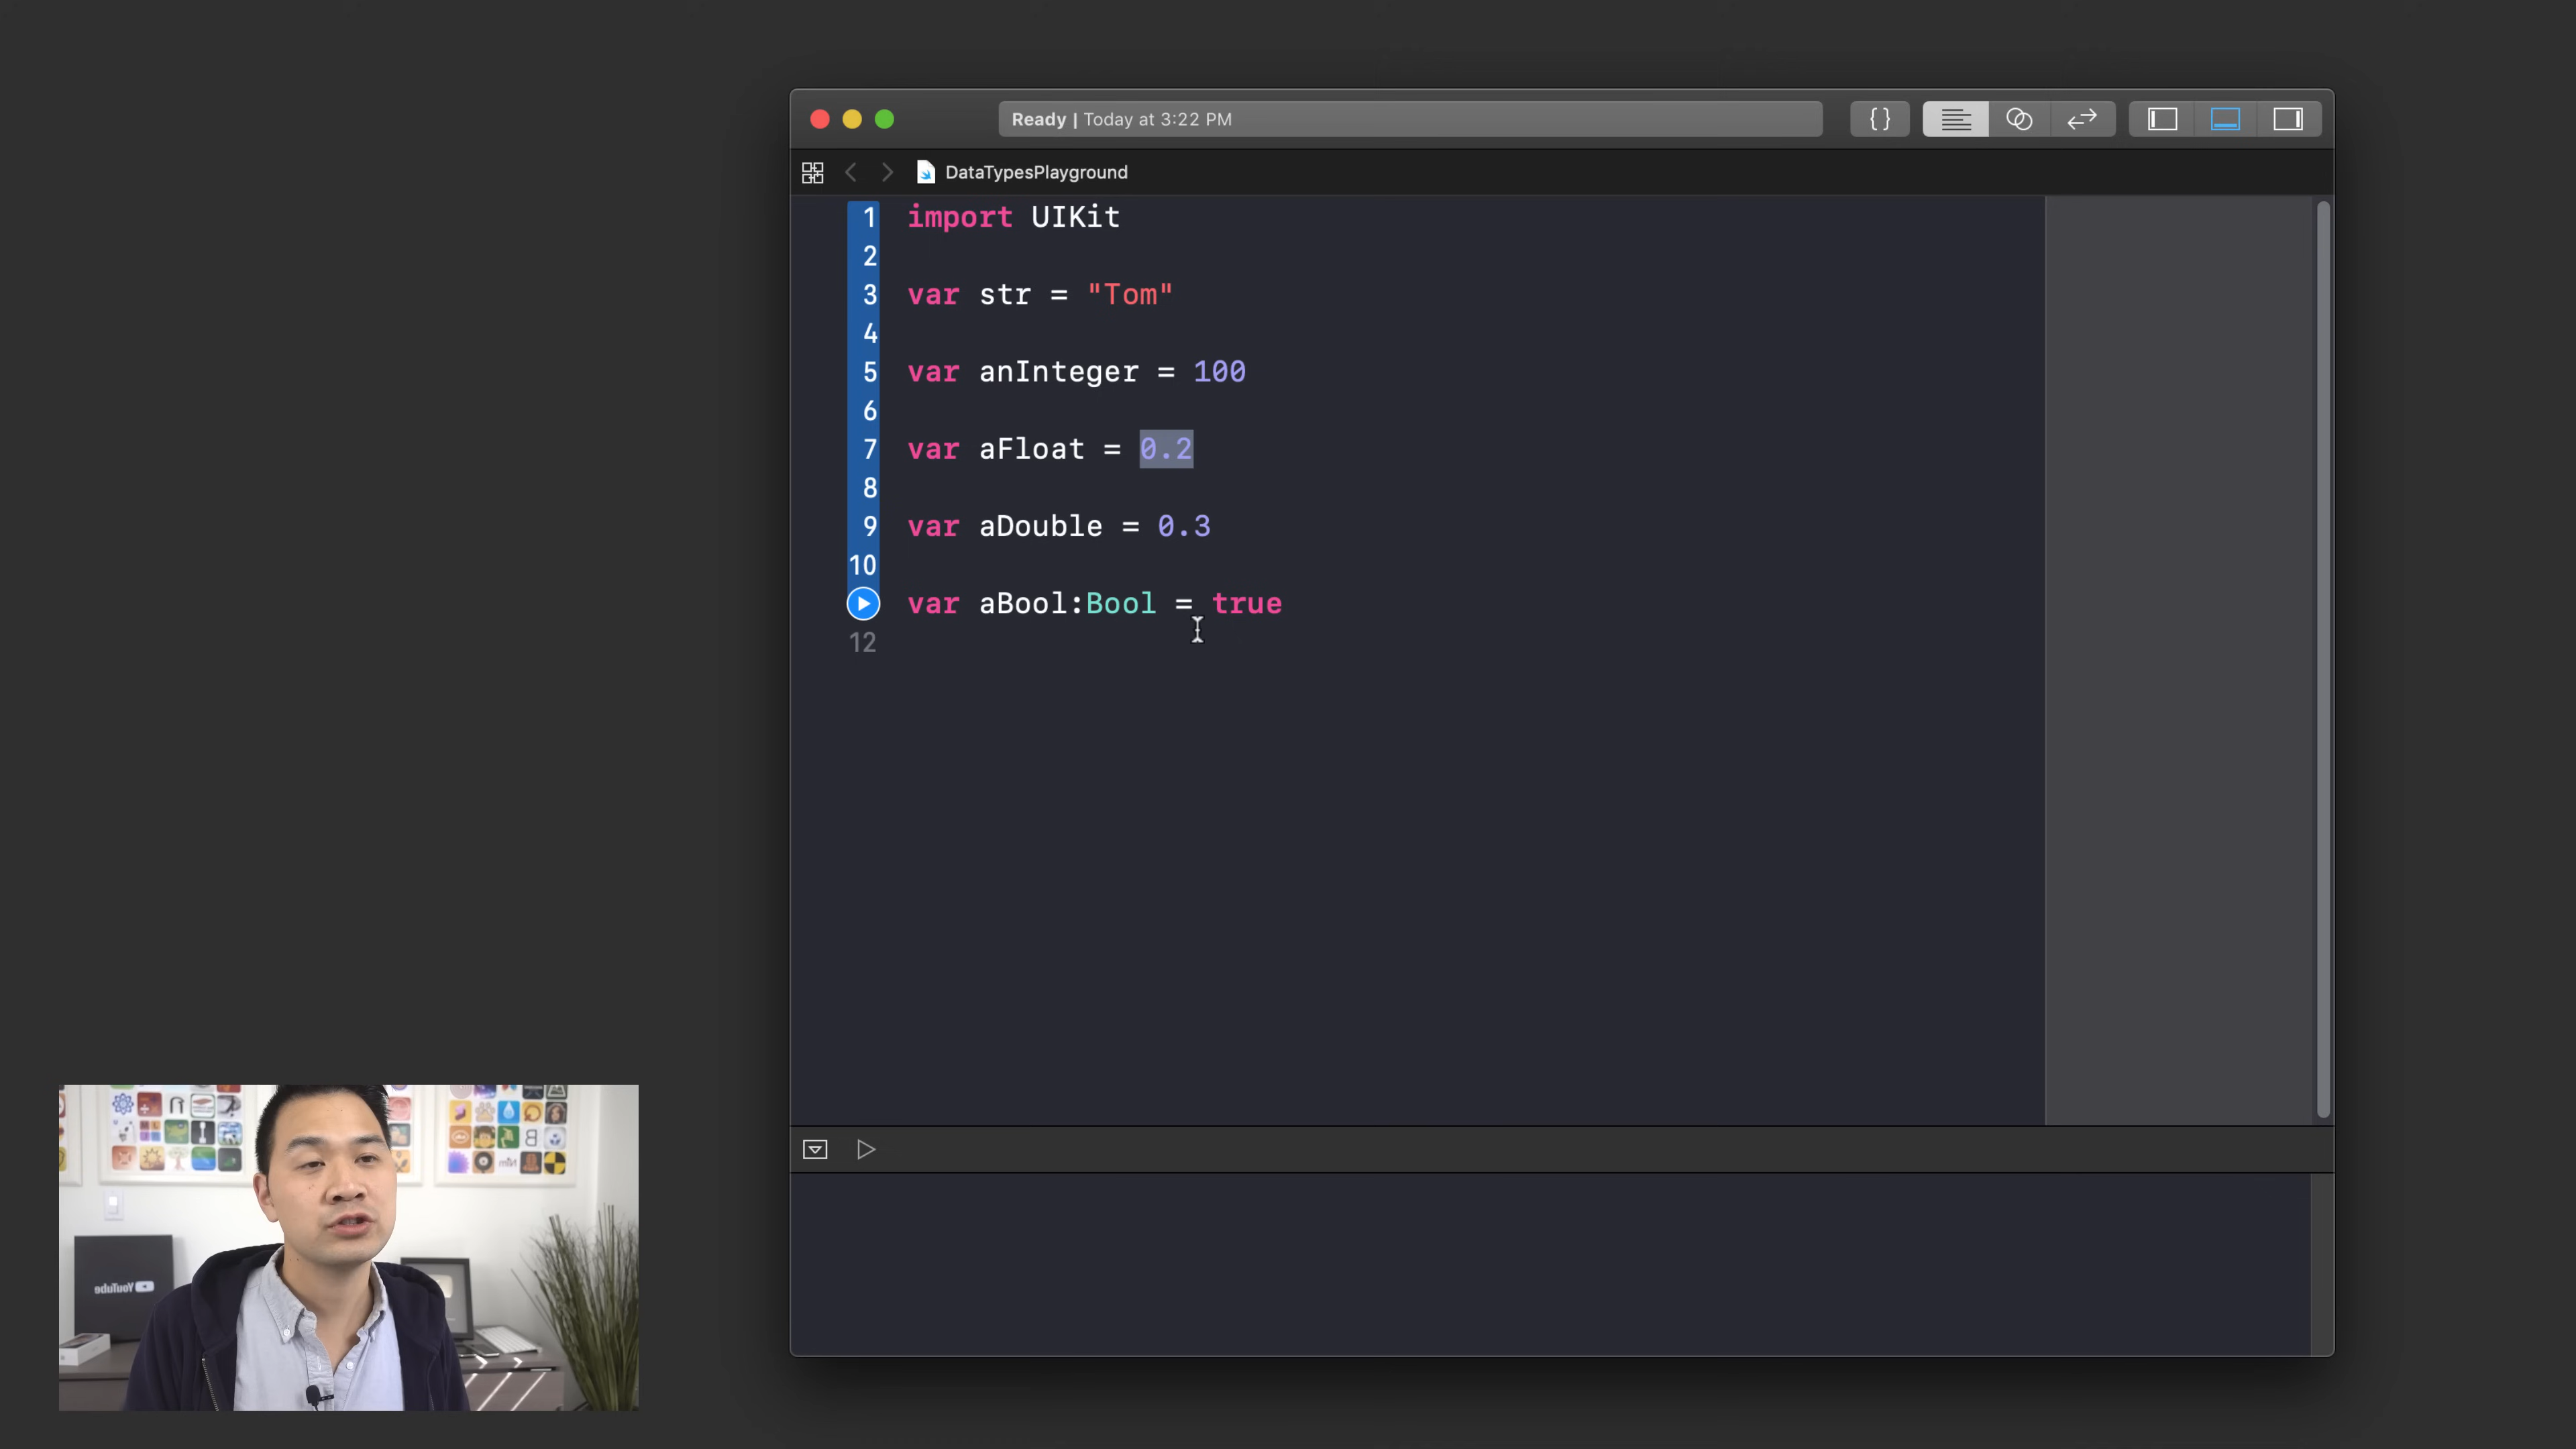 Ready | Today at 3:22 PM
{}
DataTypesPlayground
1 import UIKit
2
3 var str = "Tom"
4
5 var anInteger = 100
6
7 var aFloat = 0.2
8
9 var aDouble = 0.3
10
var aBool:Bool = true
12
YouTube